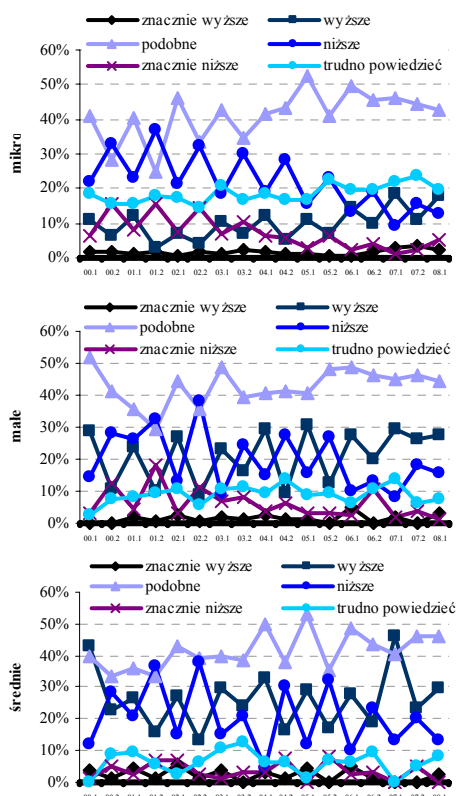 znacznie wyższe wyższe
podobne niższe
znacznie niższe trudno powiedzieć
60%
50%
40%
30%
20%
10%
0%
mikro
00.1 00.2 01.1 01.2 02.1 02.2 03.1 03.2 04.1 04.2 05.1 05.2 06.1 06.2 07.1 07.2 08.1
znacznie wyższe wyższe
podobne niższe
znacznie niższe trudno powiedzieć
60%
50%
40%
30%
20%
10%
0%
małe
00.1 00.2 01.1 01.2 02.1 02.2 03.1 03.2 04.1 04.2 05.1 05.2 06.1 06.2 07.1 07.2 08.1
znacznie wyższe wyższe
podobne niższe
znacznie niższe trudno powiedzieć
60%
50%
40%
30%
20%
10%
0%
średnie